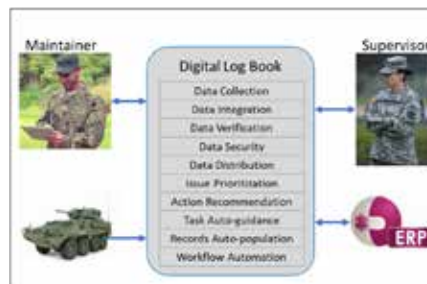 Maintainer
Supervisor
Digital Log Book
Data Collection
Data Integration
Data Verification
Data Security
Data Distribution
Issue Prioritization
Action Recommendation
Task Auto-guidance
Records Auto-population
Workflow Automation
ERP